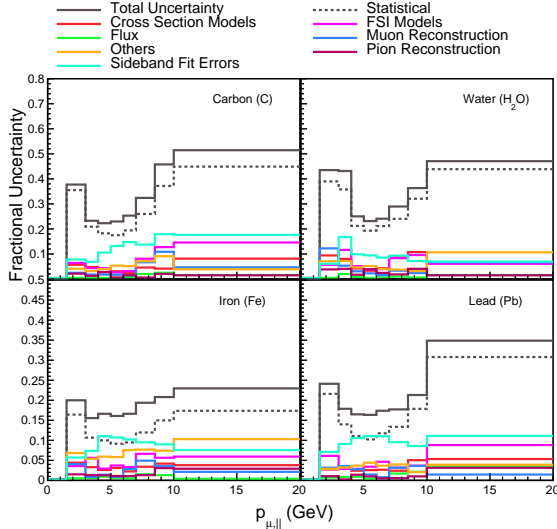 Total Uncertainty
Statistical
Cross Section Models
FSI Models
Flux
Muon Reconstruction
Others
Pion Reconstruction
Sideband Fit Errors
Fractional Uncertainty
0.8
0.7
0.6
0.5
0.4
0.3
0.2
0.1
0.5
0.45
0.4
0.35
0.3
0.25
0.2
0.15
0.1
0.05
0
Carbon (C)
Water (H₂O)
Iron (Fe)
Lead (Pb)
0 5 10 15 20
5 10 15 20
p μ,|| (GeV)